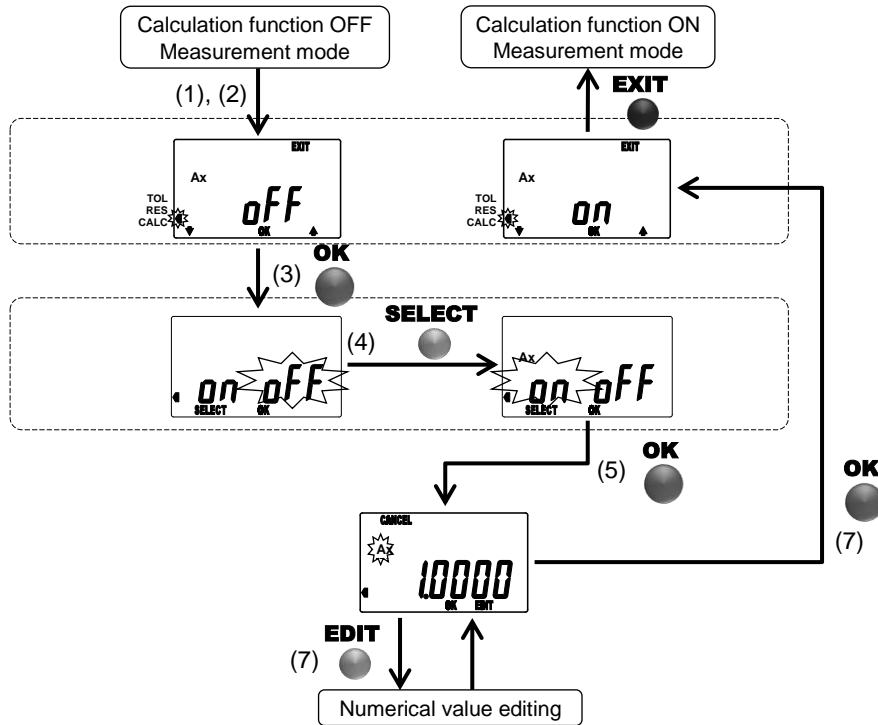 Calculation function OFF
Measurement mode
Calculation function ON
Measurement mode
(1), (2)
EXIT
EXIT
Ax
TOL
RES
CALC
oFF
OK
EXIT
Ax
TOL
RES
CALC
on
OK
(3)
OK
on oFF
SELECT OK
(4)
SELECT
Ax
on oFF
SELECT OK
(5)
OK
OK
(7)
CANCEL
Ax
1.0000
OK EDIT
(7)
EDIT
Numerical value editing